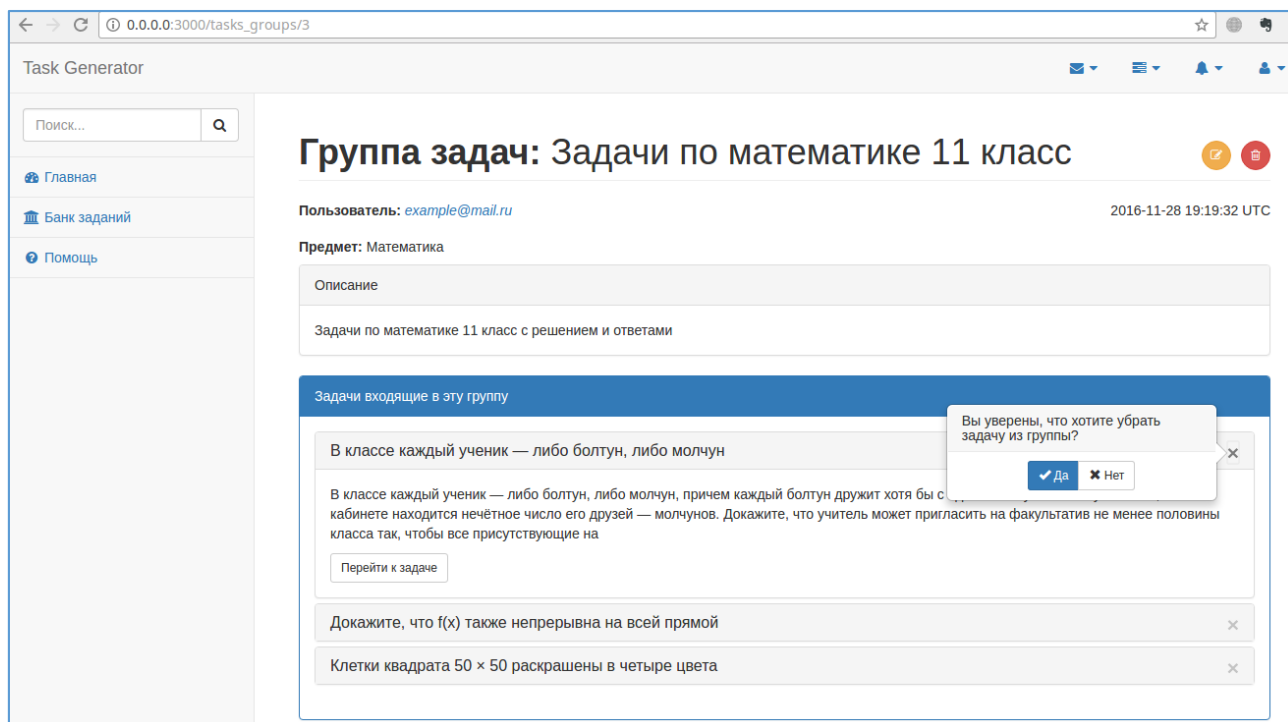 0.0.0.0:3000/tasks_groups/3
Task Generator
Поиск...
Главная
Банк заданий
Помощь
Группа задач: Задачи по математике 11 класс
Пользователь: example@mail.ru
2016-11-28 19:19:32 UTC
Предмет: Математика
Описание
Задачи по математике 11 класс с решением и ответами
Задачи входящие в эту группу
Вы уверены, что хотите убрать
задачу из группы?
Да
Нет
В классе каждый ученик — либо болтун, либо молчун
В классе каждый ученик — либо болтун, либо молчун, причем каждый болтун дружит хотя бы с
кабинете находится нечётное число его друзей — молчунов. Докажите, что учитель может пригласить на факультатив не менее половины
класса так, чтобы все присутствующие на
Перейти к задаче
Докажите, что f(x) также непрерывна на всей прямой
Клетки квадрата 50 × 50 раскрашены в четыре цвета